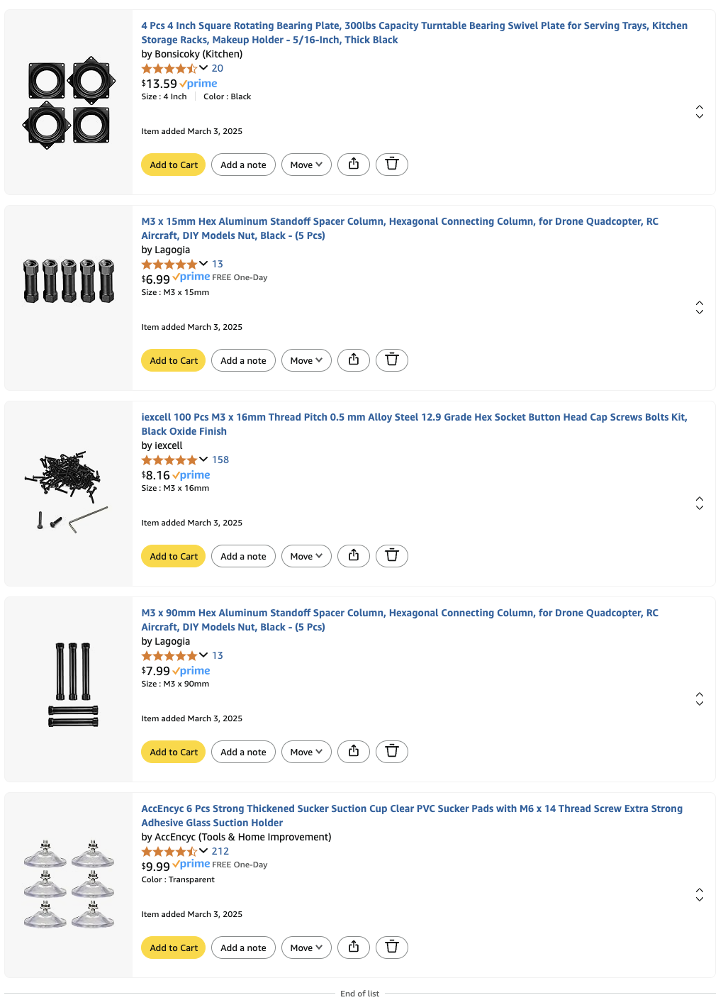 4 Pcs 4 Inch Square Rotating Bearing Plate, 300lbs Capacity Turntable Bearing Swivel Plate for Serving Trays, Kitchen
Storage Racks, Makeup Holder - 5/16-Inch, Thick Black
by Bonsicoky (Kitchen)
20
$13.59 prime
Size : 4 Inch Color : Black
Item added March 3, 2025
Add to Cart Add a note Move
M3 x 15mm Hex Aluminum Standoff Spacer Column, Hexagonal Connecting Column, for Drone Quadcopter, RC
Aircraft, DIY Models Nut, Black - (5 Pcs)
by Lagogia
13
$6.99 prime FREE One-Day
Size : M3 x 15mm
Item added March 3, 2025
Add to Cart Add a note Move
iexcell 100 Pcs M3 x 16mm Thread Pitch 0.5 mm Alloy Steel 12.9 Grade Hex Socket Button Head Cap Screws Bolts Kit,
Black Oxide Finish
by iexcell
158
$8.16 prime
Size : M3 x 16mm
Item added March 3, 2025
Add to Cart Add a note Move
M3 x 90mm Hex Aluminum Standoff Spacer Column, Hexagonal Connecting Column, for Drone Quadcopter, RC
Aircraft, DIY Models Nut, Black - (5 Pcs)
by Lagogia
13
$7.99 prime
Size : M3 x 90mm
Item added March 3, 2025
Add to Cart Add a note Move
AccEncyc 6 Pcs Strong Thickened Sucker Suction Cup Clear PVC Sucker Pads with M6 x 14 Thread Screw Extra Strong
Adhesive Glass Suction Holder
by AccEncyc (Tools & Home Improvement)
212
$9.99 prime FREE One-Day
Color : Transparent
Item added March 3, 2025
Add to Cart Add a note Move
End of list